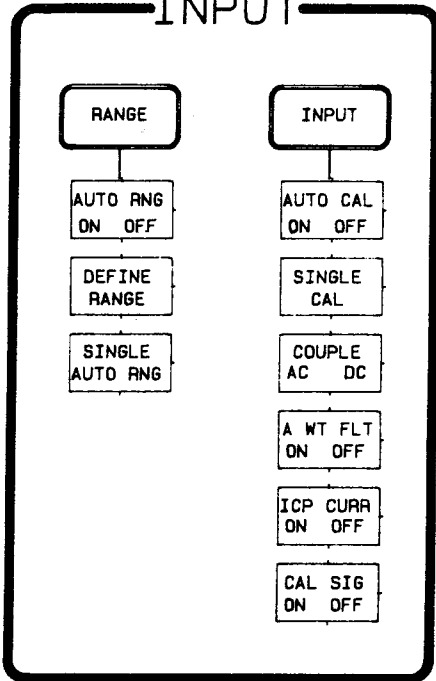 INPUT
RANGE
AUTO RNG
ON OFF
DEFINE
RANGE
SINGLE
AUTO RNG
INPUT
AUTO CAL
ON OFF
SINGLE
CAL
COUPLE
AC DC
A WT FLT
ON OFF
ICP CURR
ON OFF
CAL SIG
ON OFF